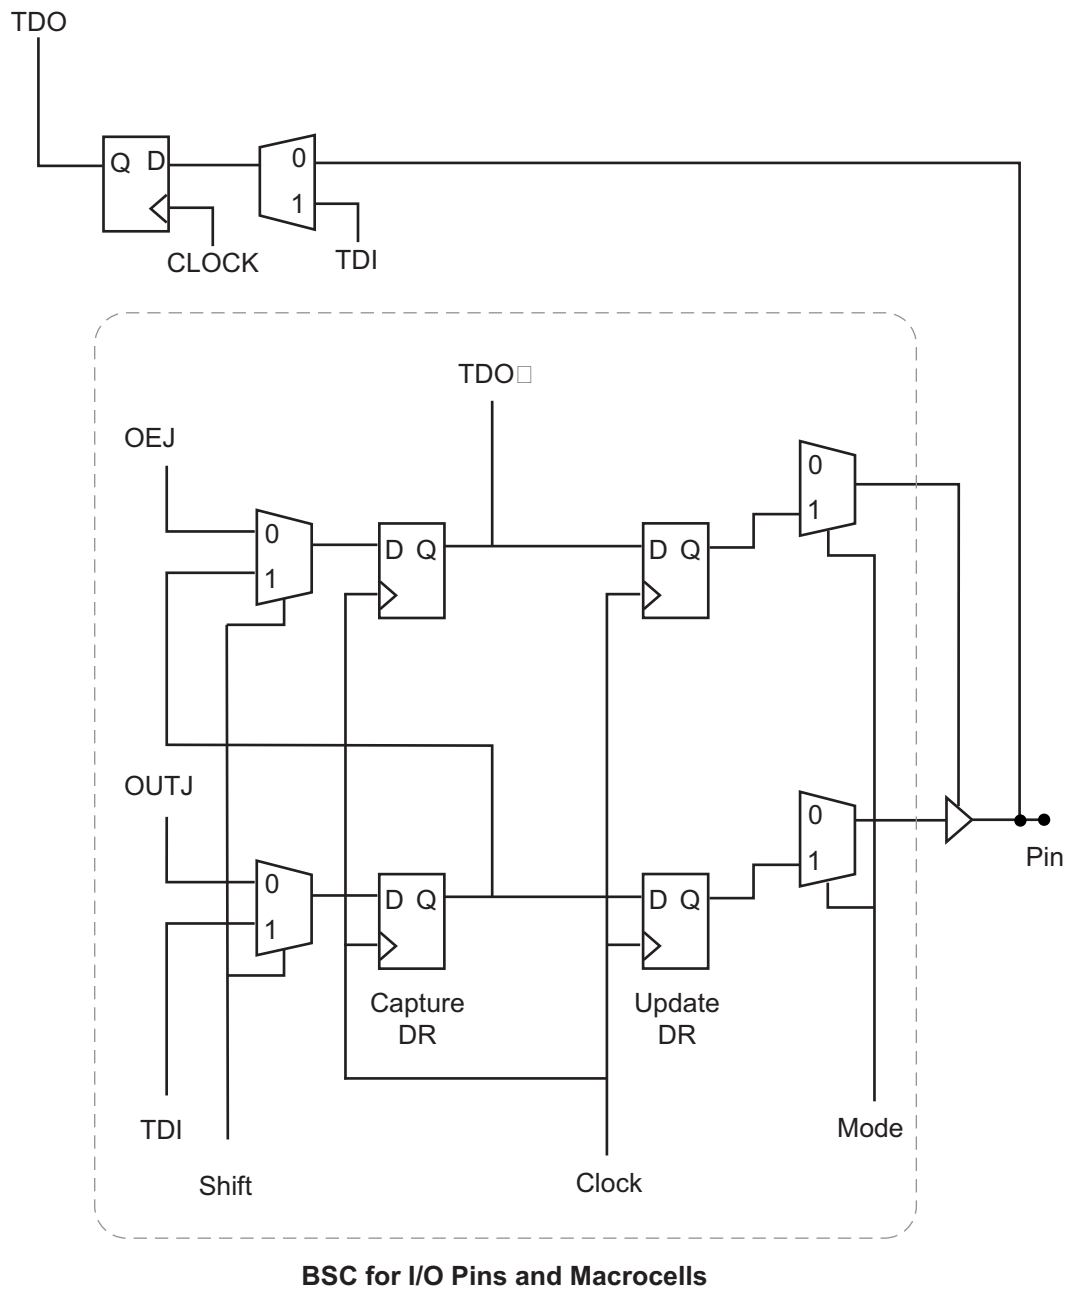 TDO
Q D
0
1
CLOCK
TDI
TDO□
OEJ
0
1
D Q
D Q
0
1
OUTJ
0
1
D Q
D Q
0
1
Pin
Capture
DR
Update
DR
TDI
Mode
Shift
Clock
BSC for I/O Pins and Macrocells